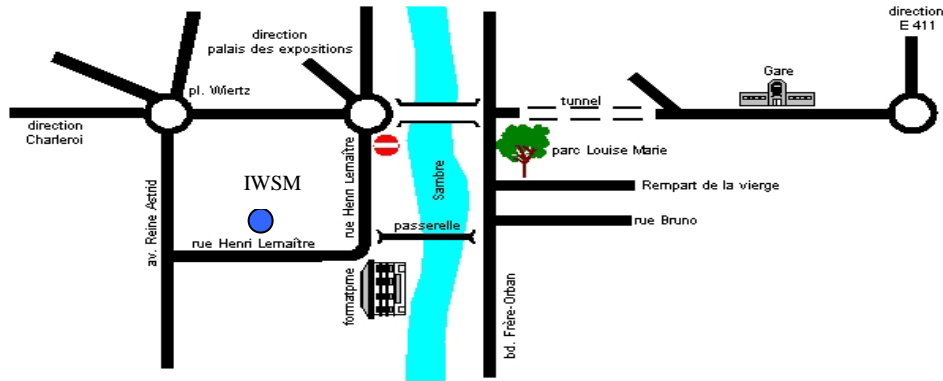 direction
E 411
direction
palais des expositions
Gare
pl. Wiertz
tunnel
direction
Charleroi
parc Louise Marie
rue Henri Lemaître
IWSM
Sambre
Rempart de la vierge
av. Reine Astrid
passerelle
rue Bruno
rue Henri Lemaître
formatpme
bd. Frère-Orban